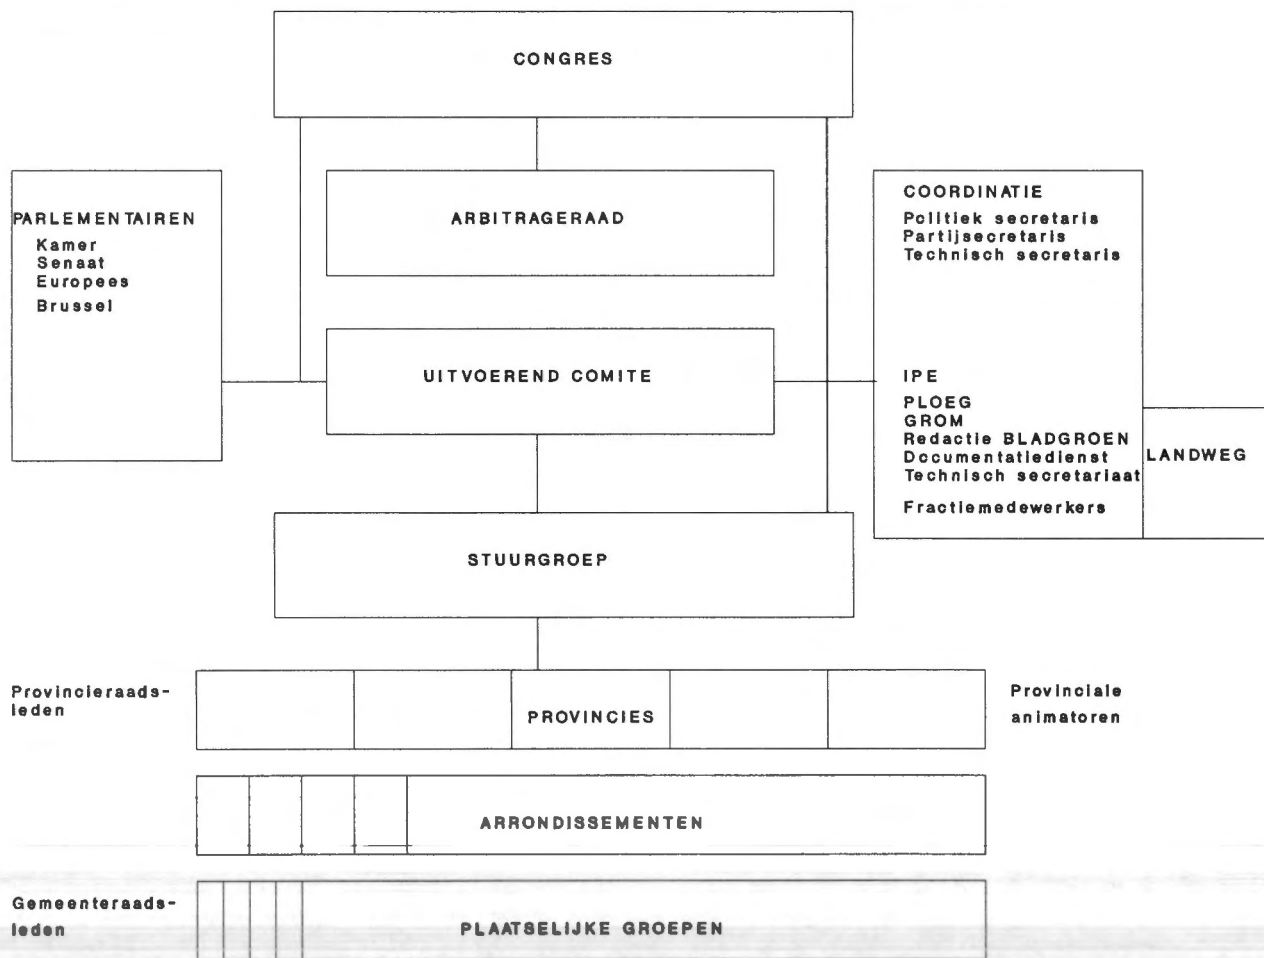 CONGRES
PARLEMENTAIREN
Kamer
Senaat
Europees
Brussel
ARBITRAGERAAD
UITVOEREND COMITE
COORDINATIE
Politiek secretaris
Partijsecretaris
Technisch secretaris
IPE
PLOEG
GROM
Redactie BLADGROEN
Documentatiedienst
Technisch secretariaat
Fractiemedewerkers
LANDWEG
STUURGROEP
Provincieraads-
leden
PROVINCIES
Provinciale
animatoren
ARRONDISSEMENTEN
Gemeenteraads-
leden
PLAATSELIJKE GROEPEN